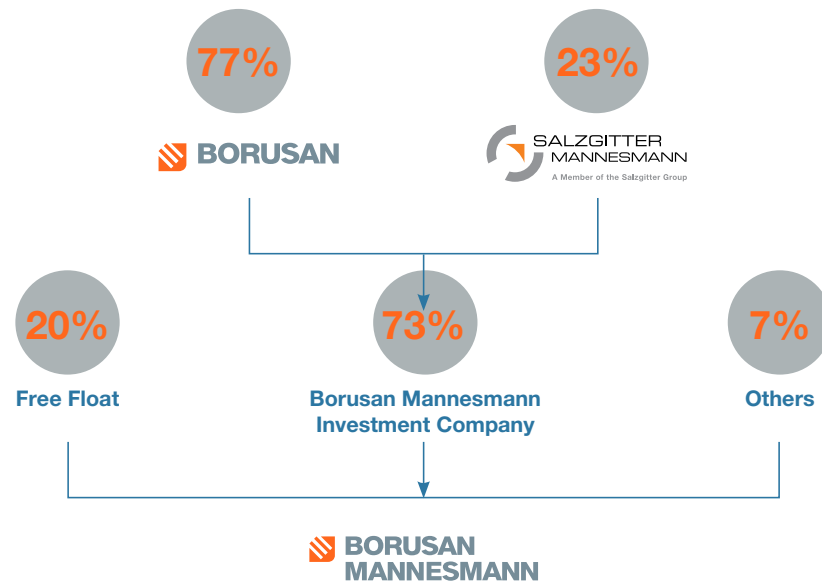 77%
23%
BORUSAN
SALZGITTER
MANNESMANN
A Member of the Salzgitter Group
20%
73%
7%
Free Float
Borusan Mannesmann
Investment Company
Others
BORUSAN
MANNESMANN